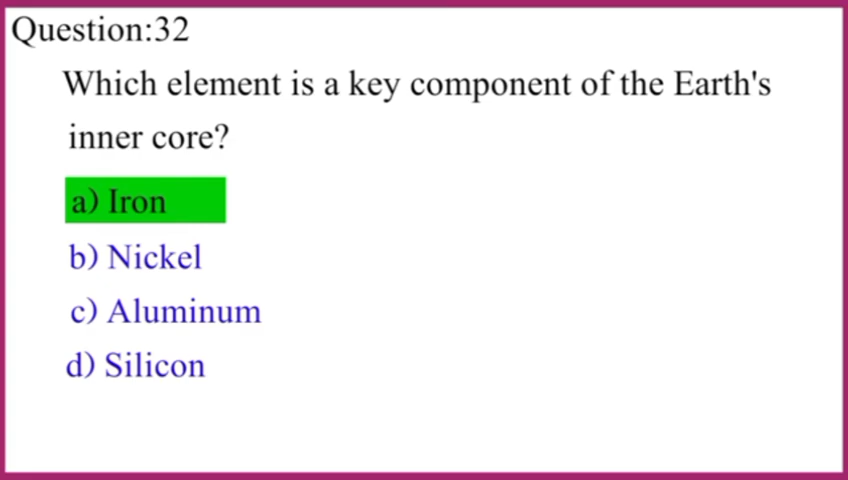 Question:32
Which element is a key component of the Earth's
inner core?
a) Iron
b) Nickel
c) Aluminum
d) Silicon